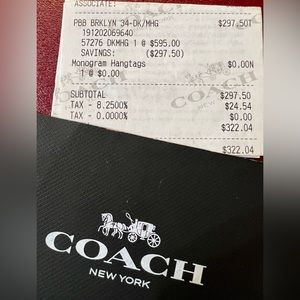 ASSOCIATE:
PBB BRKLYN 34-DK/MHG $297.50T
191202069640
57276 DKMHG 1 @ $595.00
SAVINGS: ($297.50)
Monogram Hangtags $0.00N
1 @ $0.00
SUBTOTAL $297.50
TAX - 8.2500% $24.54
TAX - 0.0000% $0.00
$322.04
$322.04
COACH
COACH
NEW YORK